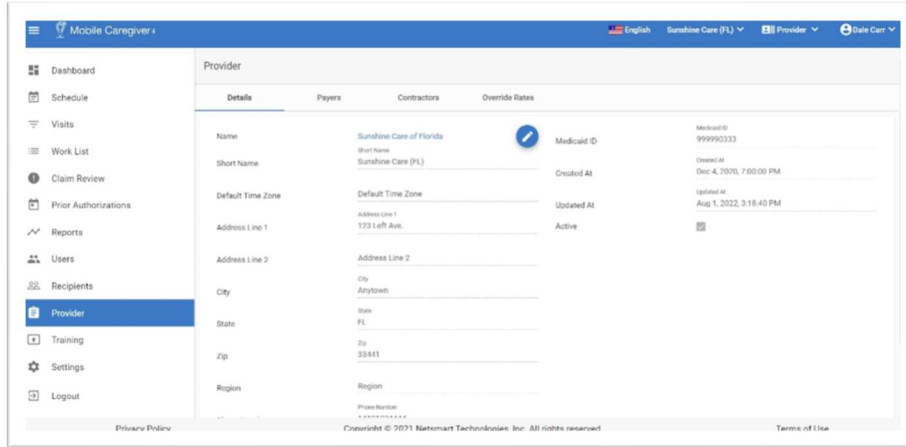 Mobile Caregiver+
English
Sunshine Care (FL)
Provider
Dale Carr
Dashboard
Schedule
Visits
Work List
Claim Review
Prior Authorizations
Reports
Users
Recipients
Provider
Training
Settings
Logout
Provider
Details Payers Contractors Override Rates
Name Sunshine Care of Florida
Short Name
Short Name Sunshine Care (FL)
Default Time Zone Default Time Zone
Address Line 1
Address Line 1 123 Left Ave.
Address Line 2 Address Line 2
City
City Anytown
State
State FL
Zip
Zip 33441
Region Region
Phone Number
Medicaid ID
Medicaid ID 999990333
Created At
Created At Dec 4, 2020, 7:00:00 PM
Updated At
Updated At Aug 1, 2022, 3:18:40 PM
Active
Privacy Policy Copyright © 2021 Netsmart Technologies, Inc. All rights reserved Terms of Use